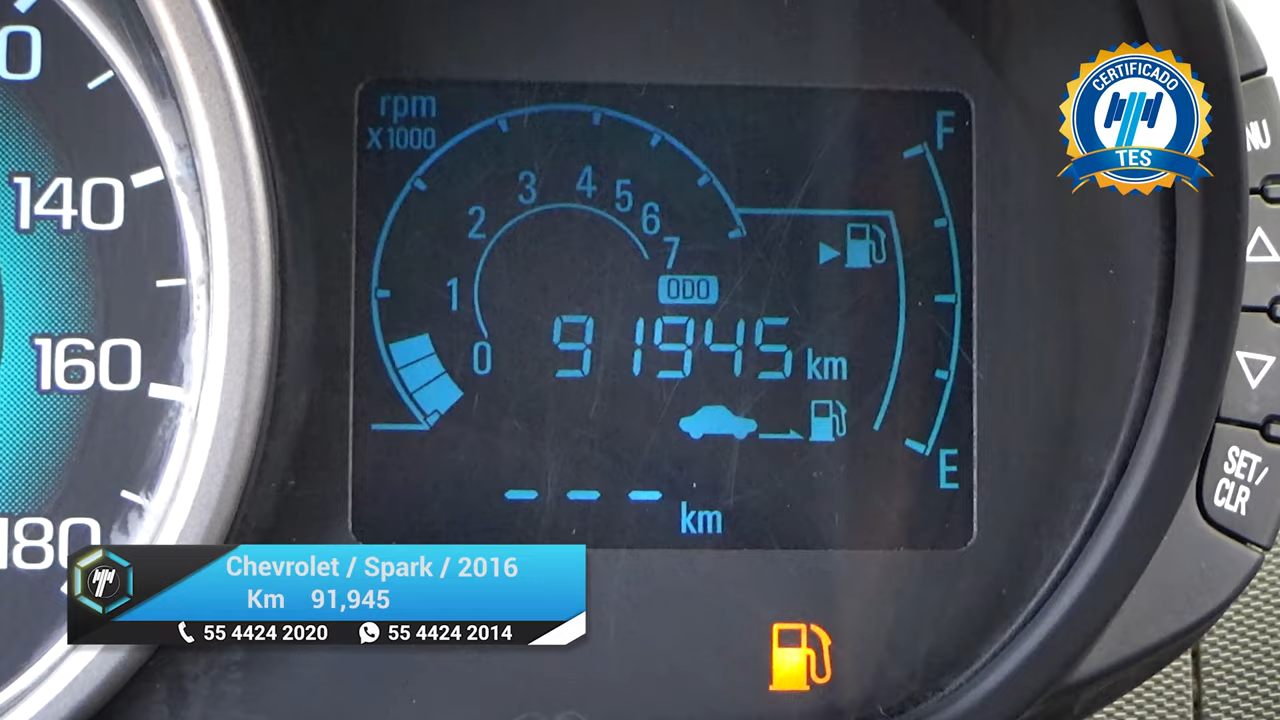 0
140
160
180
rpm
X1000
0
1
2
3
4
5
6
7
ODO
91945 km
--- km
F
E
CERTIFICADO
TES
NU
SET/
CLR
Chevrolet / Spark / 2016
Km 91,945
55 4424 2020 55 4424 2014